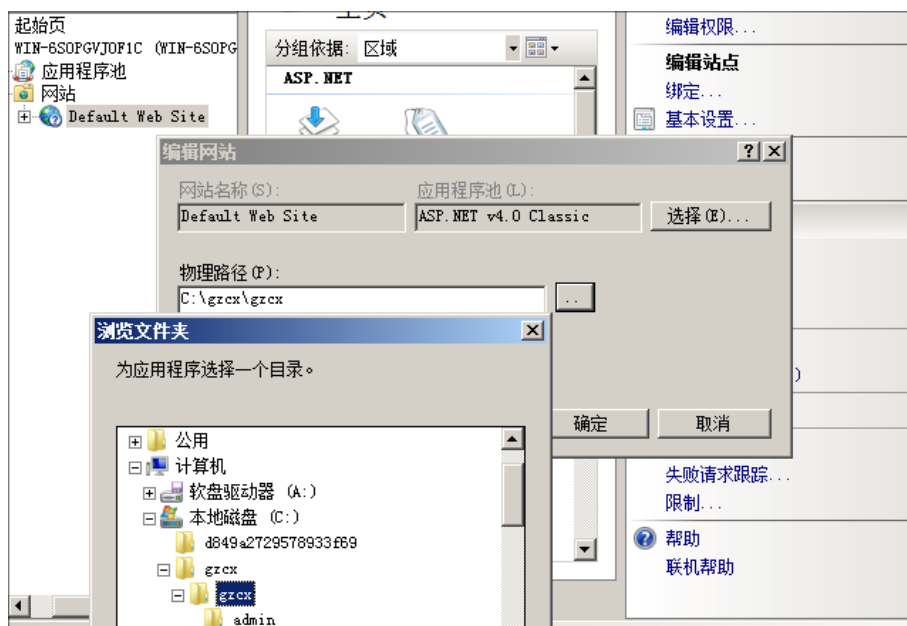 起始页
WIN-6SOPGVJOF1C (WIN-6SOPG
应用程序池
网站
Default Web Site
主页
分组依据: 区域
ASP.NET
编辑权限...
编辑站点
绑定...
基本设置...
编辑网站
网站名称(S):
应用程序池(L):
Default Web Site
ASP.NET v4.0 Classic
选择(E)...
物理路径(P):
C:\gzcx\gzcx
..
浏览文件夹
为应用程序选择一个目录。
)
确定
取消
公用
计算机
软盘驱动器 (A:)
本地磁盘 (C:)
d849a2729578933f69
gzcx
gzcx
admin
失败请求跟踪...
限制...
帮助
联机帮助